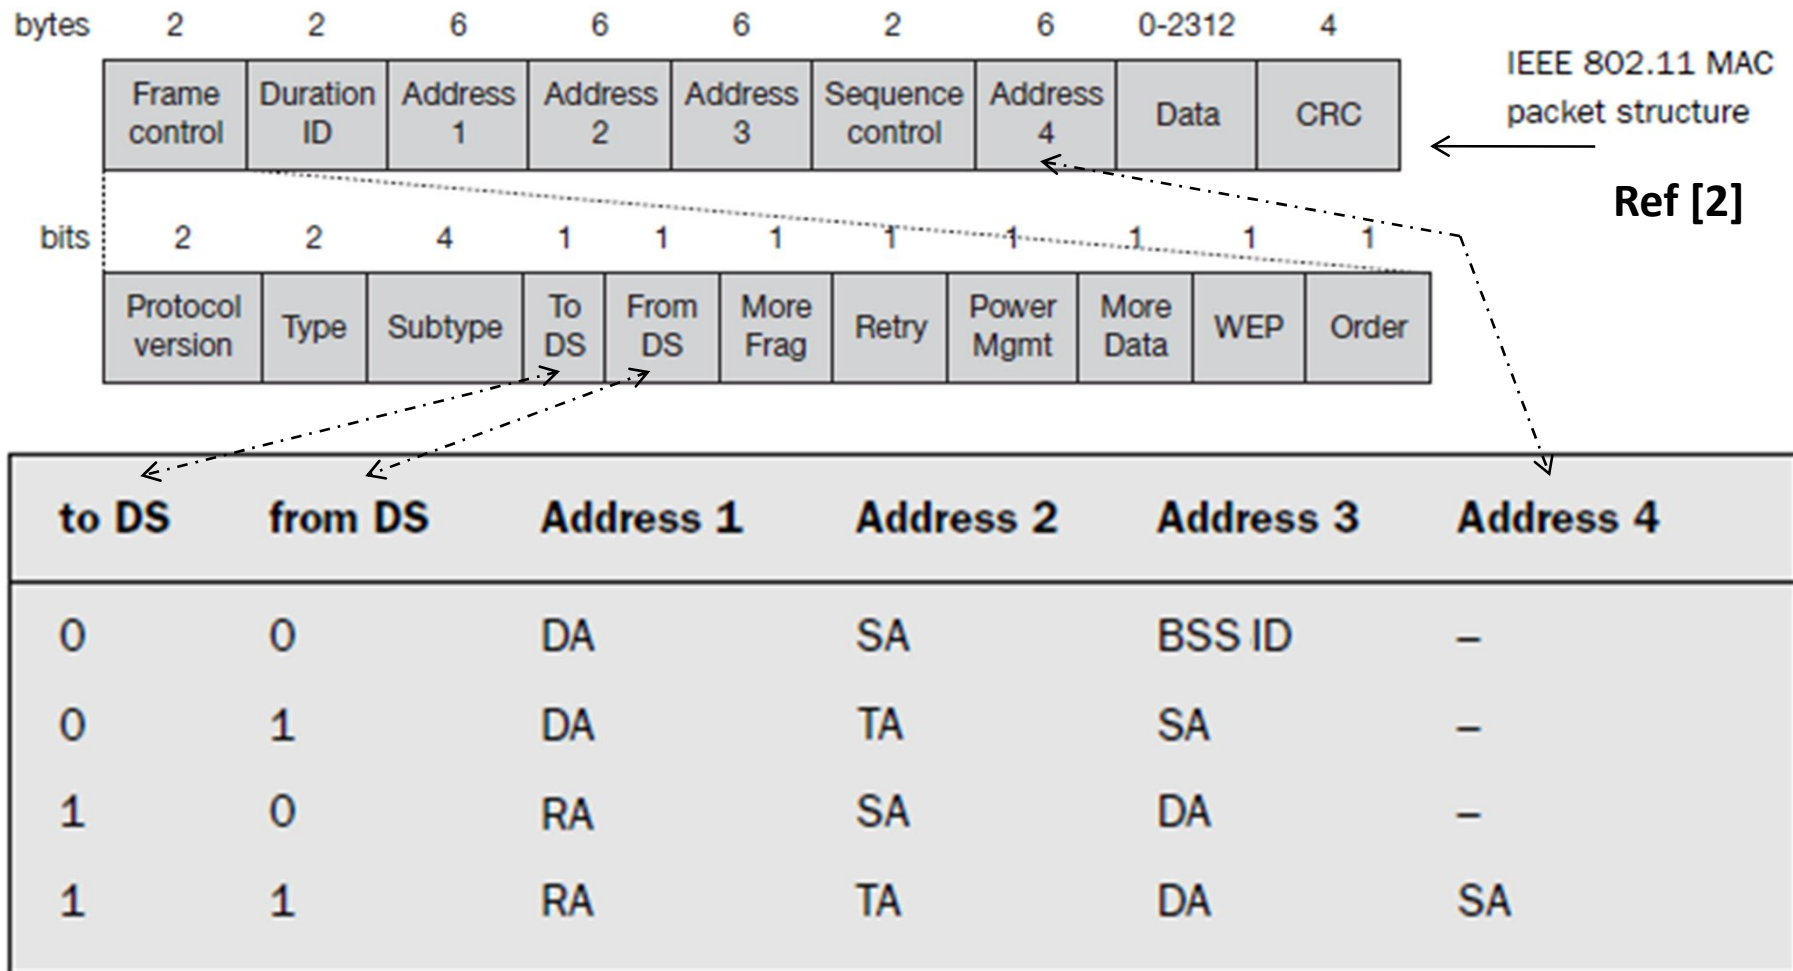 bytes 2 2 6 6 6 2 6 0-2312 4
IEEE 802.11 MAC
packet structure
Frame Duration Address Address Address Sequence Address Data CRC
control ID 1 2 3 control 4
Ref [2]
bits 2 2 4 1 1 1 1 1 1 1 1
Protocol Type Subtype To From More Retry Power More WEP Order
version DS DS Frag Mgmt Data
to DS from DS Address 1 Address 2 Address 3 Address 4
0 0 DA SA BSS ID –
0 1 DA TA SA –
1 0 RA SA DA –
1 1 RA TA DA SA